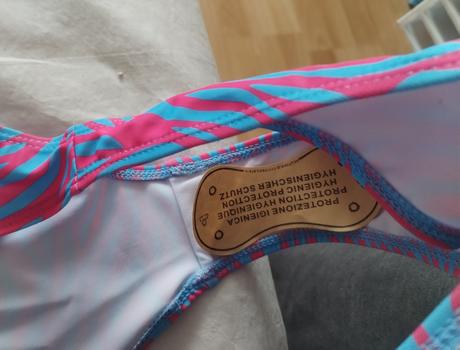 PROTEZIONE IGIENICA
PROTECTION HYGIENIQUE
HYGIENIC PROTECTION
HYGIENISCHER SCHUTZ